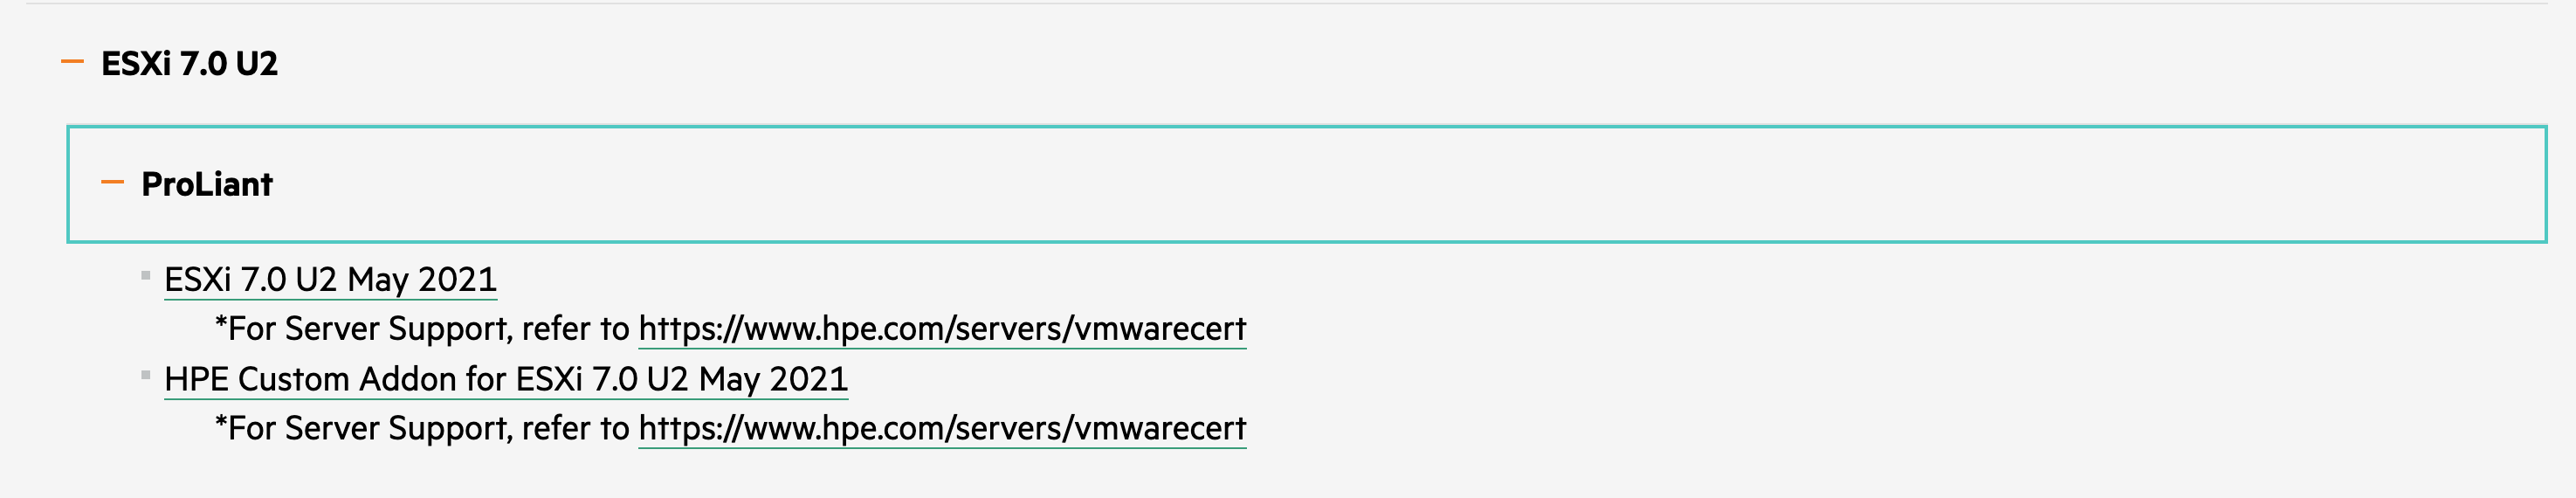 ESXi 7.0 U2
ProLiant
ESXi 7.0 U2 May 2021
*For Server Support, refer to https://www.hpe.com/servers/vmwarecert
HPE Custom Addon for ESXi 7.0 U2 May 2021
*For Server Support, refer to https://www.hpe.com/servers/vmwarecert